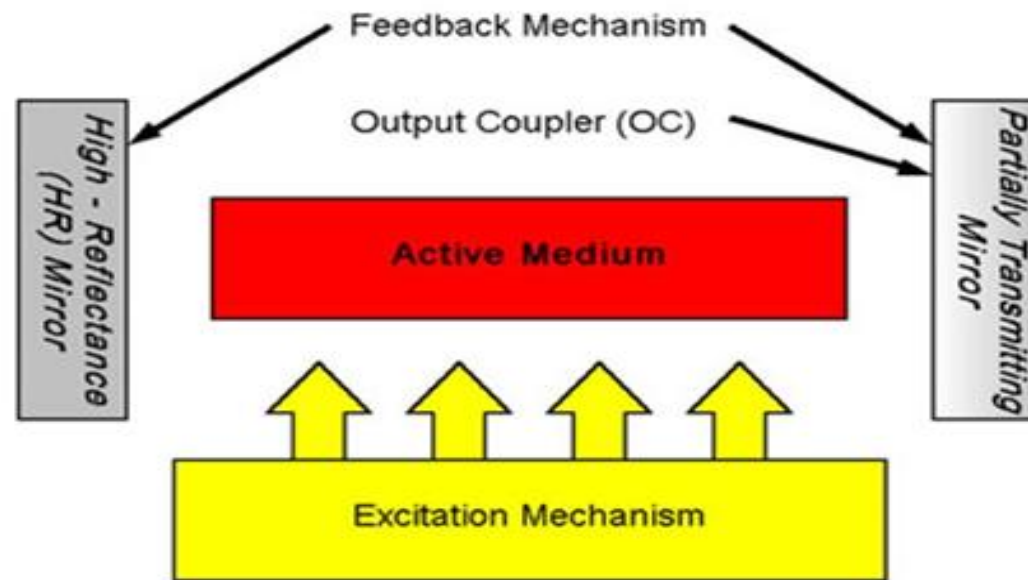 Feedback Mechanism
Output Coupler (OC)
High - Reflectance
(HR) Mirror
Partially Transmitting
Mirror
Active Medium
Excitation Mechanism